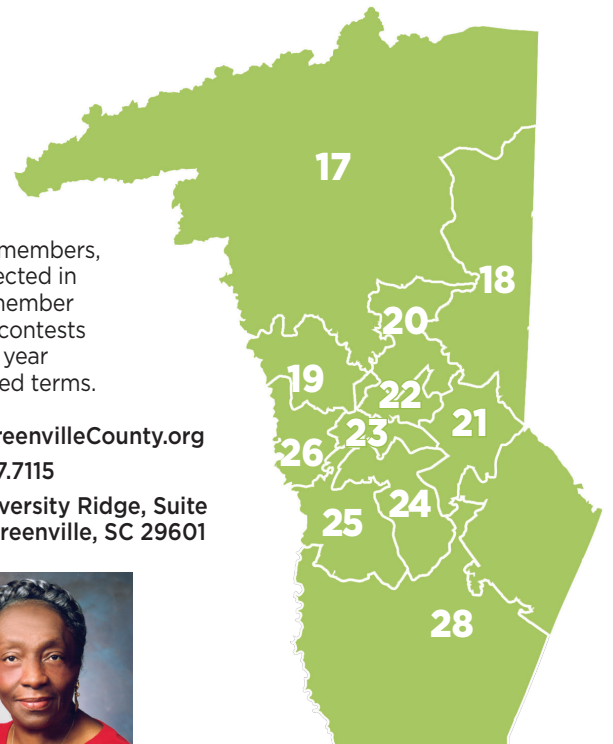 members,
ected in
nember
contests
year
ed terms.
reenvilleCounty.org
7.7115
versity Ridge, Suite
reenville, SC 29601
17
18
20
19
22
21
23
26
24
25
28